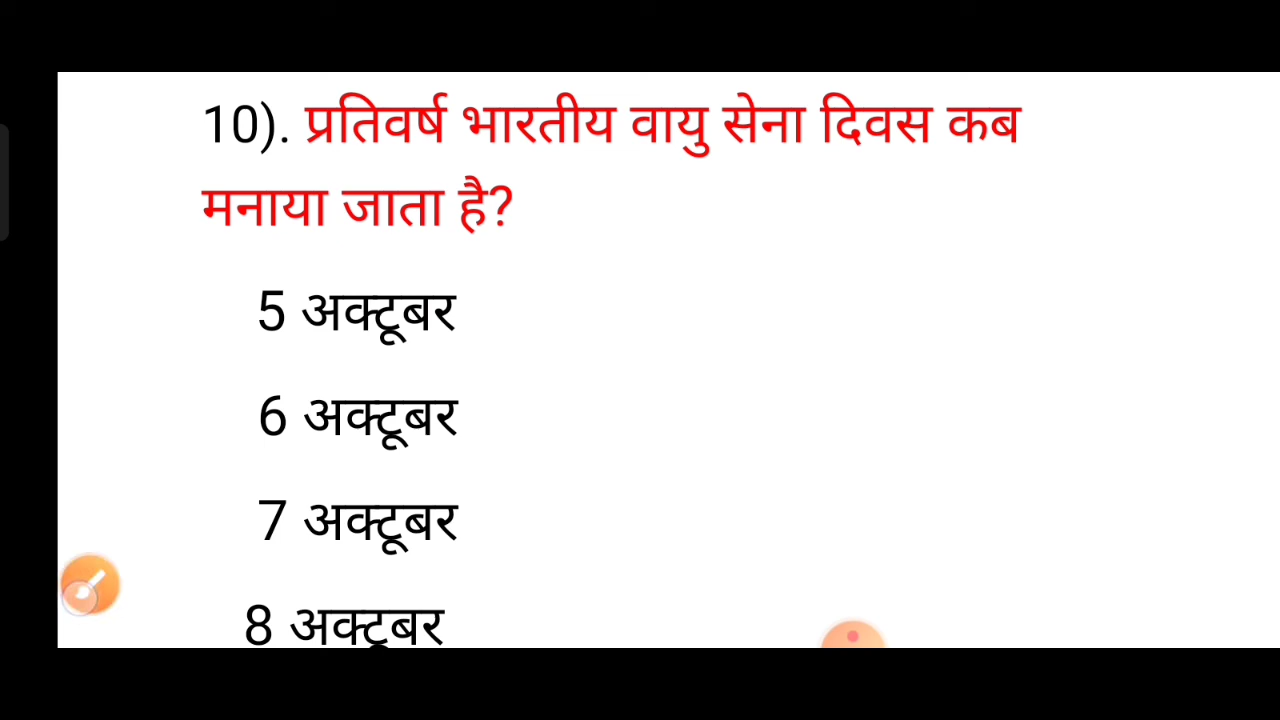 10). प्रतिवर्ष भारतीय वायु सेना दिवस कब
मनाया जाता है?
5 अक्टूबर
6 अक्टूबर
7 अक्टूबर
8 अक्टूबर